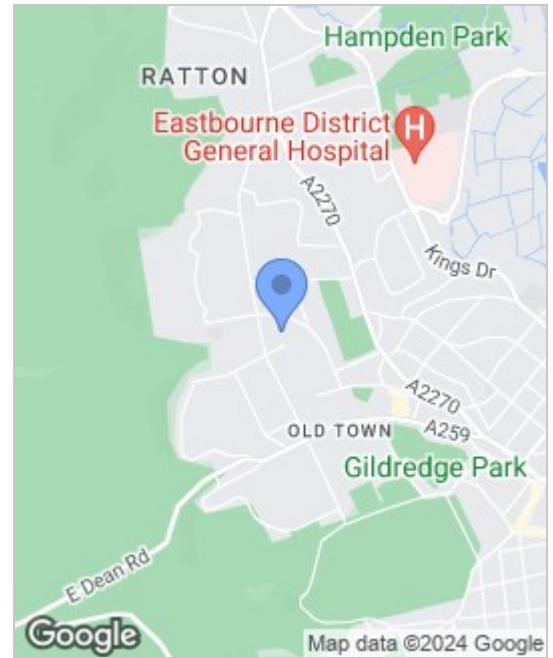 Hampden Park
RATTON
Eastbourne District
General Hospital
H
A2270
Kings Dr
A2270
OLD TOWN
A259
Gildredge Park
E Dean Rd
Google
Map data ©2024 Google